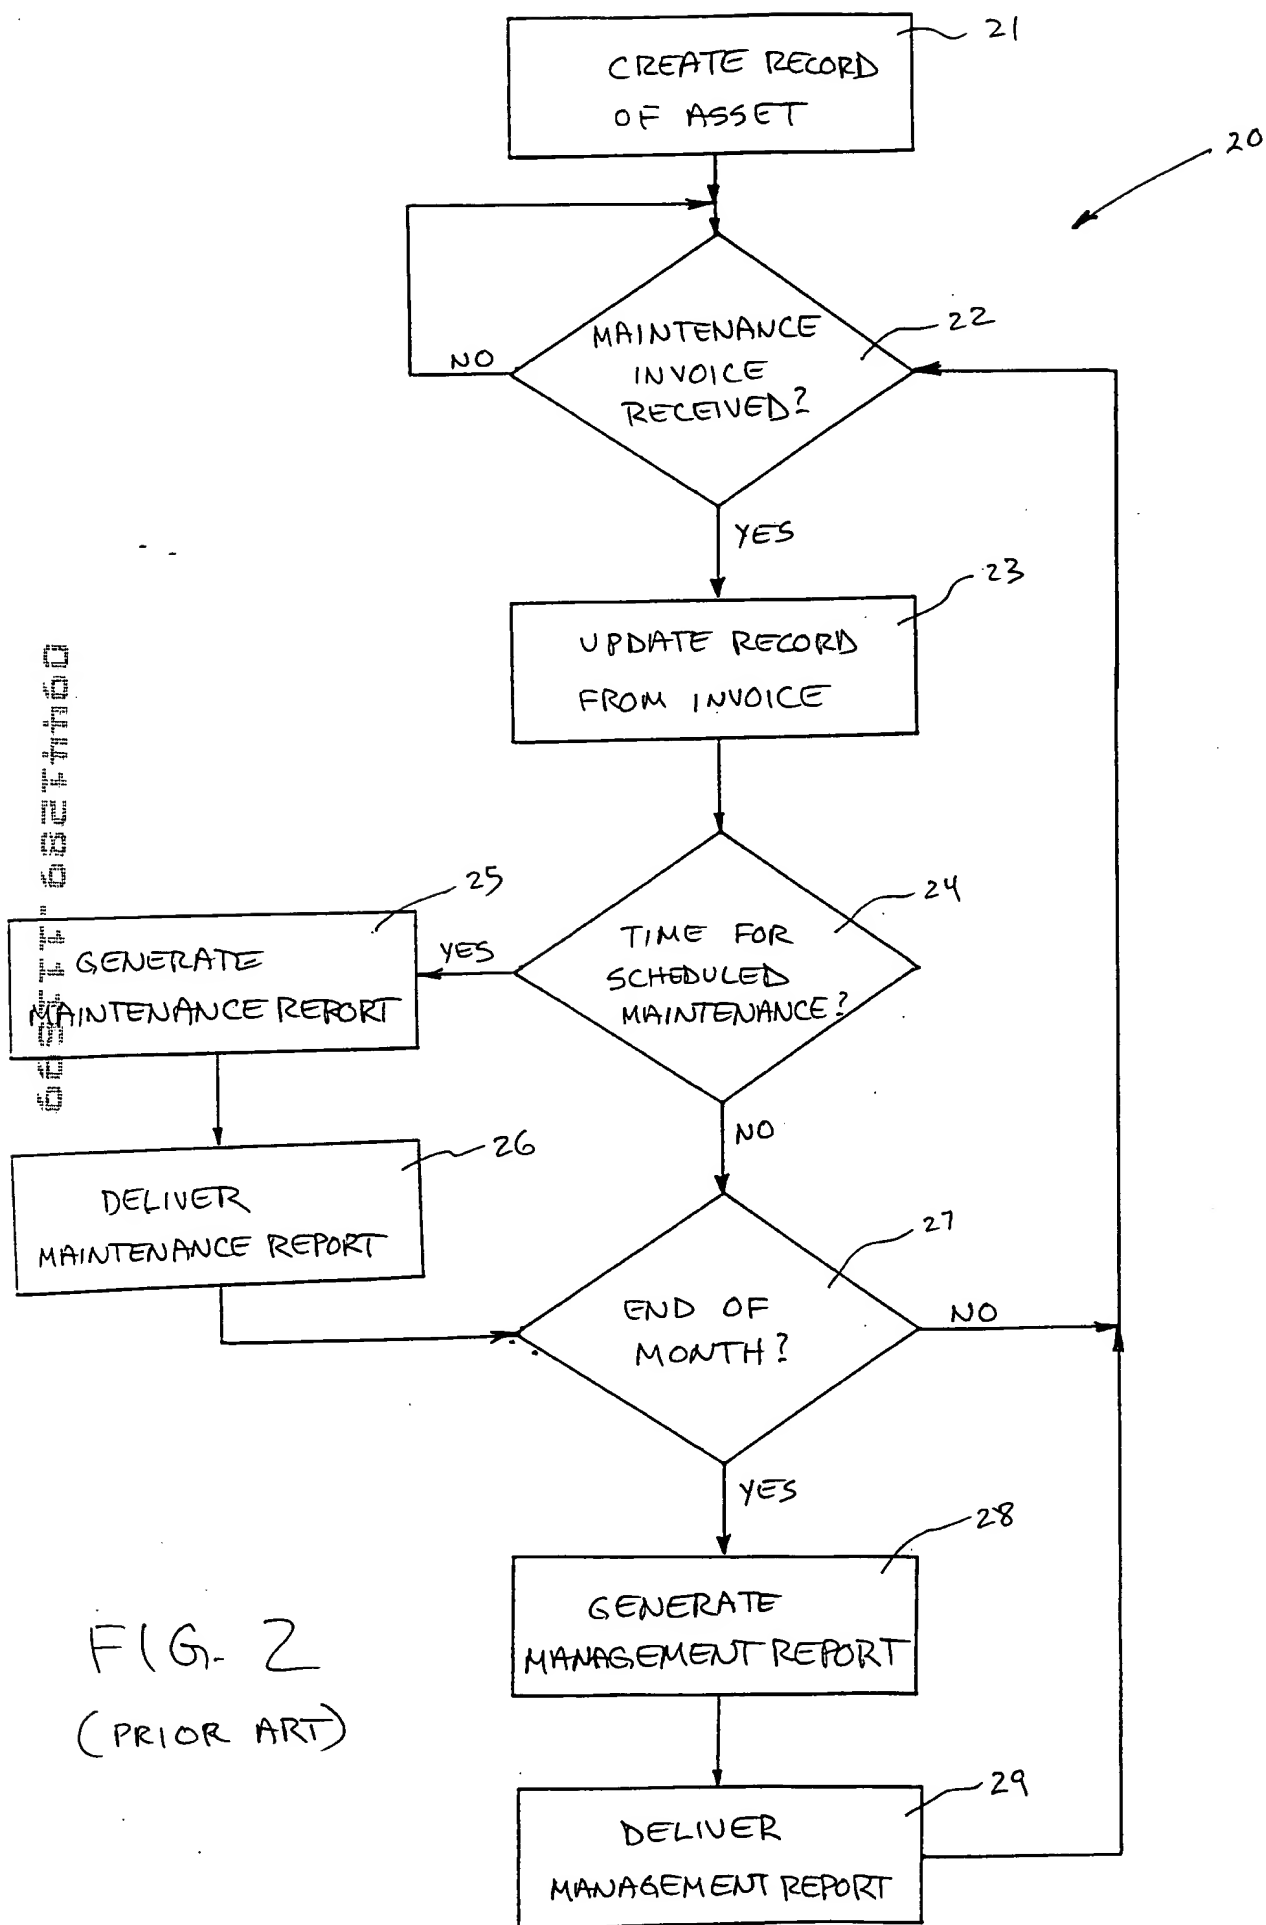 CREATE RECORD
OF ASSET
21
20
MAINTENANCE
INVOICE
RECEIVED?
22
NO
YES
UPDATE RECORD
FROM INVOICE
23
TIME FOR
SCHEDULED
MAINTENANCE?
24
YES
GENERATE
MAINTENANCE REPORT
25
NO
DELIVER
MAINTENANCE REPORT
26
END OF
MONTH?
27
NO
YES
GENERATE
MANAGEMENT REPORT
28
DELIVER
MANAGEMENT REPORT
29
FIG. 2
(PRIOR ART)